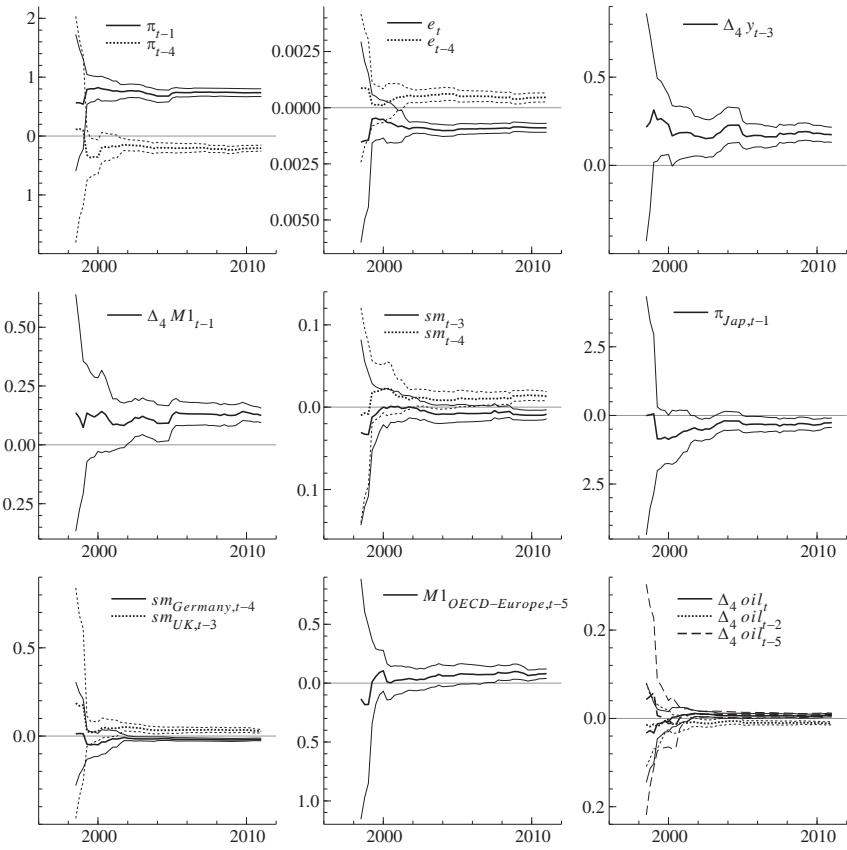 2
π_{t−1}
π_{t−4}
1
0
1
2000 2010
0.0025
e_t
e_{t−4}
0.0000
0.0025
0.0050
2000 2010
Δ_4 y_{t−3}
0.5
0.0
2000 2010
0.50
Δ_4 M1_{t−1}
0.25
0.00
0.25
2000 2010
0.1
sm_{t−3}
sm_{t−4}
0.0
0.1
2000 2010
π_{Jap,t−1}
2.5
0.0
2.5
2000 2010
sm_{Germany,t−4}
sm_{UK,t−3}
0.5
0.0
2000 2010
M1_{OECD−Europe,t−5}
0.5
0.0
0.5
1.0
2000 2010
Δ_4 oil_t
Δ_4 oil_{t−2}
Δ_4 oil_{t−5}
0.2
0.0
0.2
2000 2010